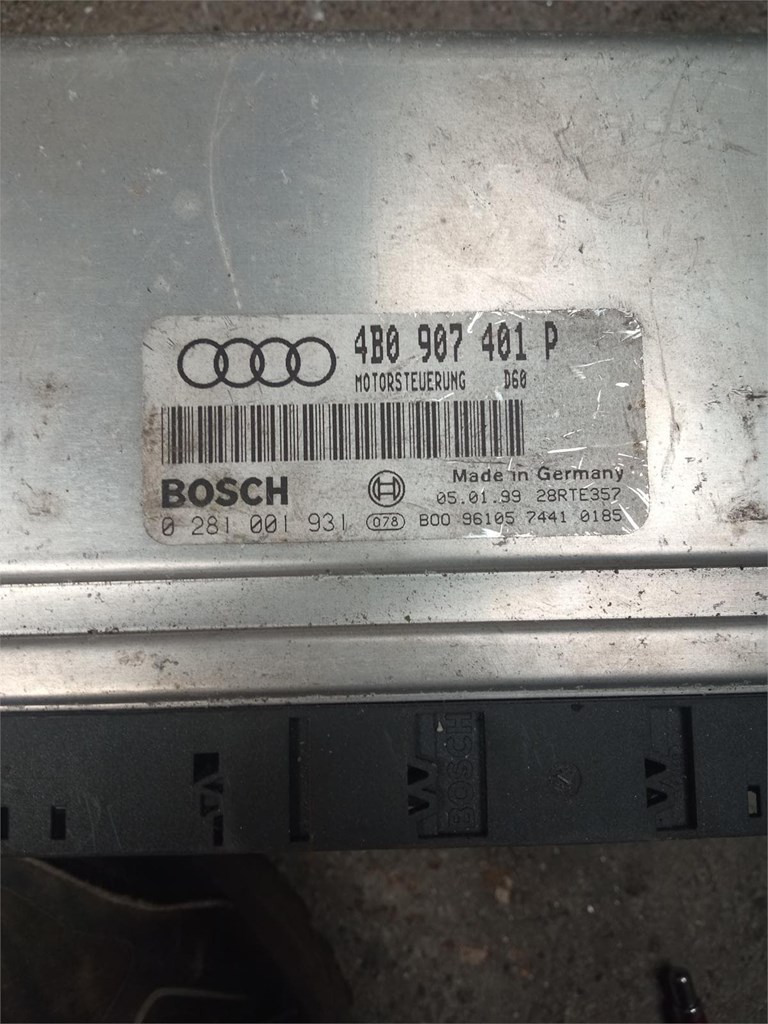 4B0 907 401 P
MOTORSTEUERUNG D60
BOSCH
Made in Germany
05.01.99 28RTE357
0 281 001 931 078 B00 96105 7441 0185
BOSCH